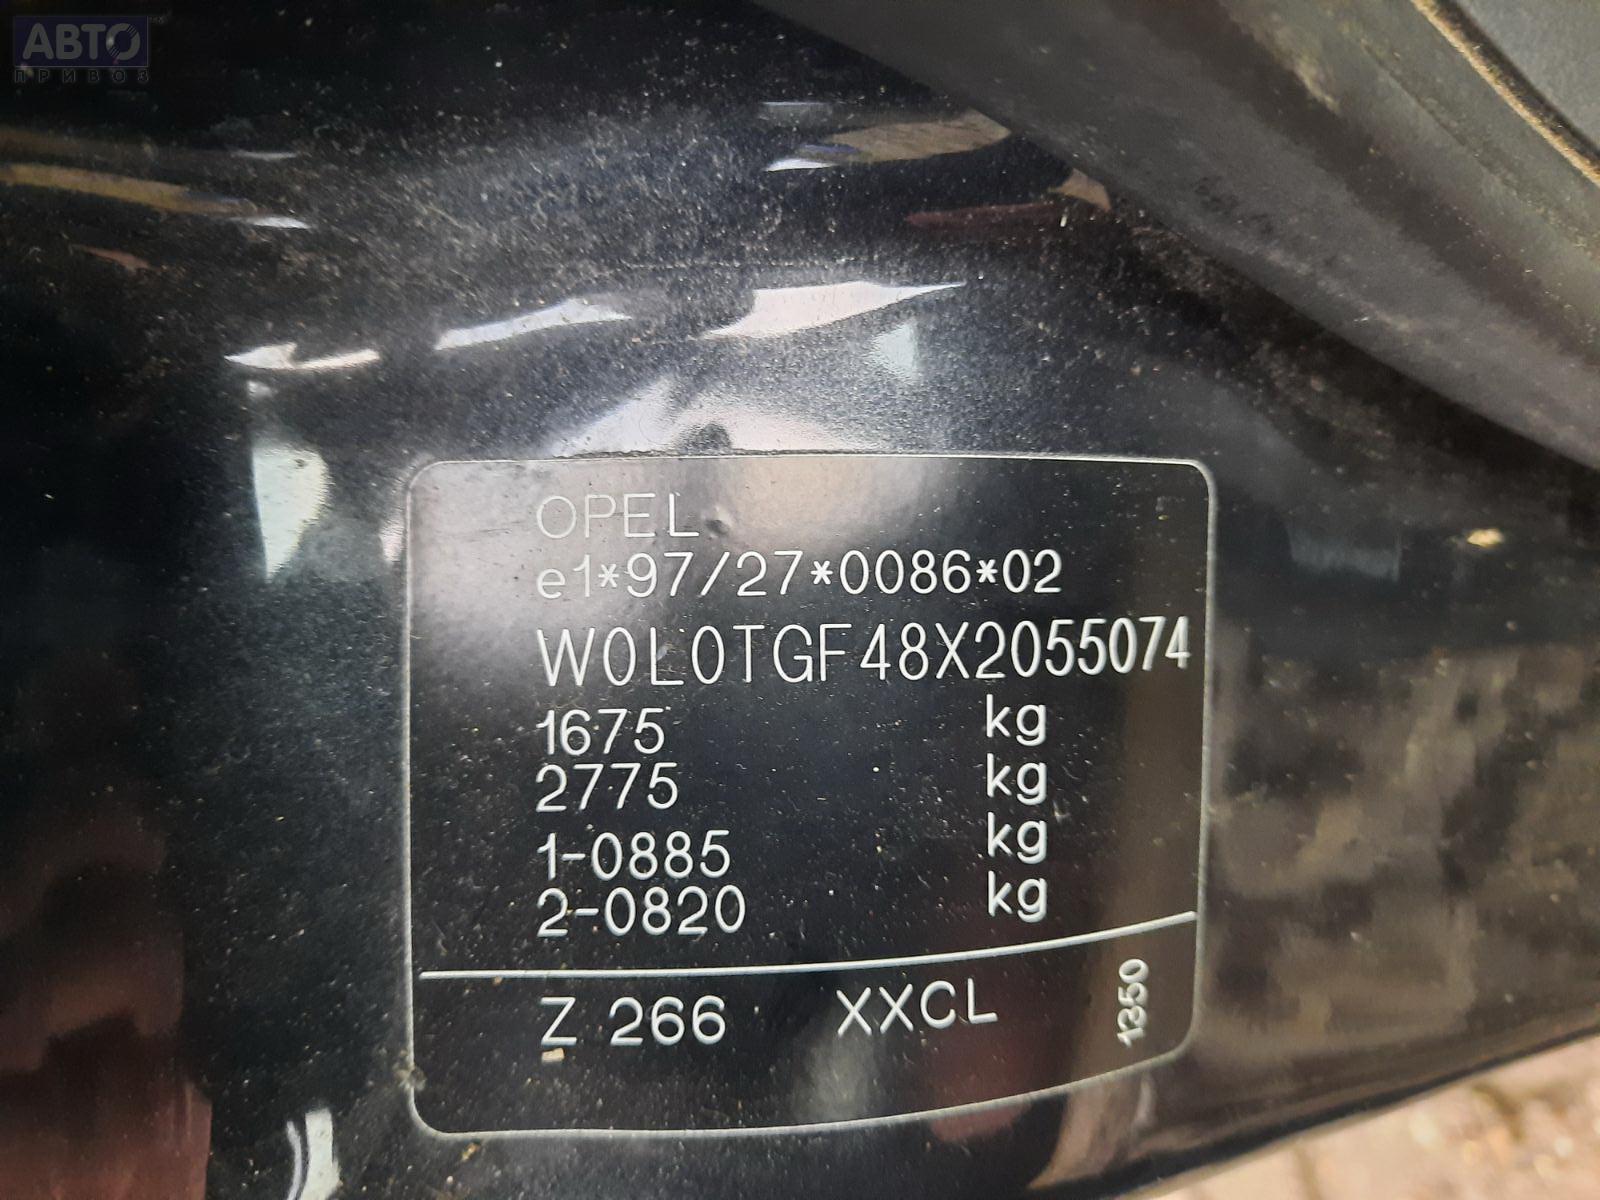 АВТО
ПРИВОЗ
OPEL
e1*97/27*0086*02
W0L0TGF48X2055074
1675 kg
2775 kg
1-0885 kg
2-0820 kg
Z 266 XXCL
1350